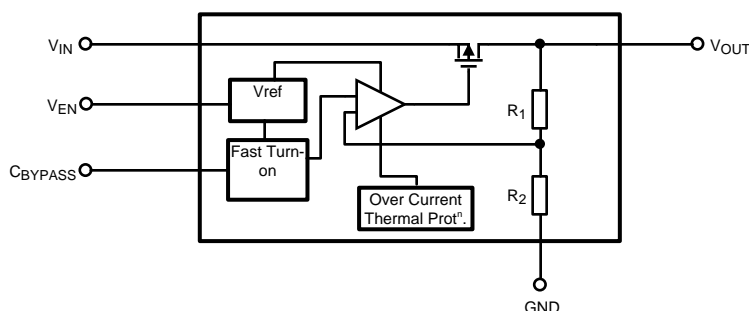 VIN
VOUT
VEN
Vref
R1
Fast Turn-
on
CBYPASS
Over Current
Thermal Protⁿ.
R2
GND